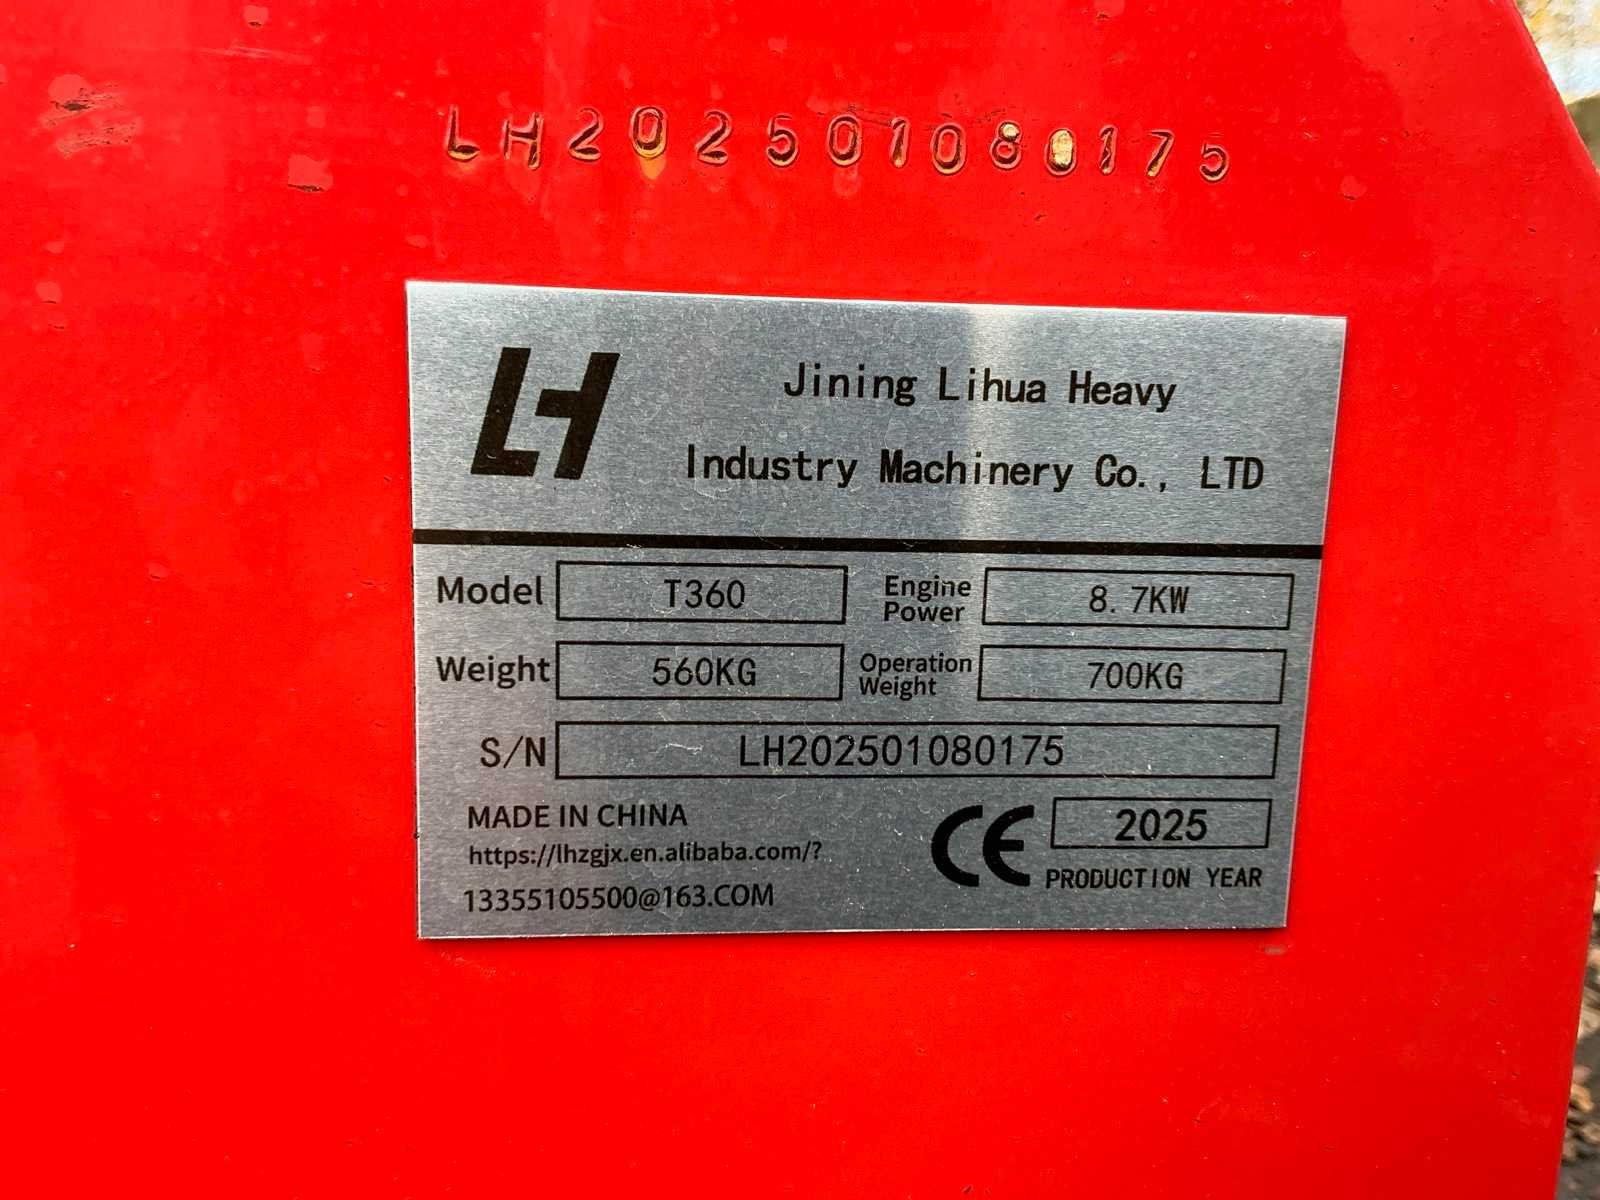 LH202501080175
LH
Jining Lihua Heavy
Industry Machinery Co., LTD
Model T360 Engine Power 8.7KW
Weight 560KG Operation Weight 700KG
S/N LH202501080175
MADE IN CHINA
https://lhzgjx.en.alibaba.com/?
13355105500@163.COM
CE 2025
PRODUCTION YEAR